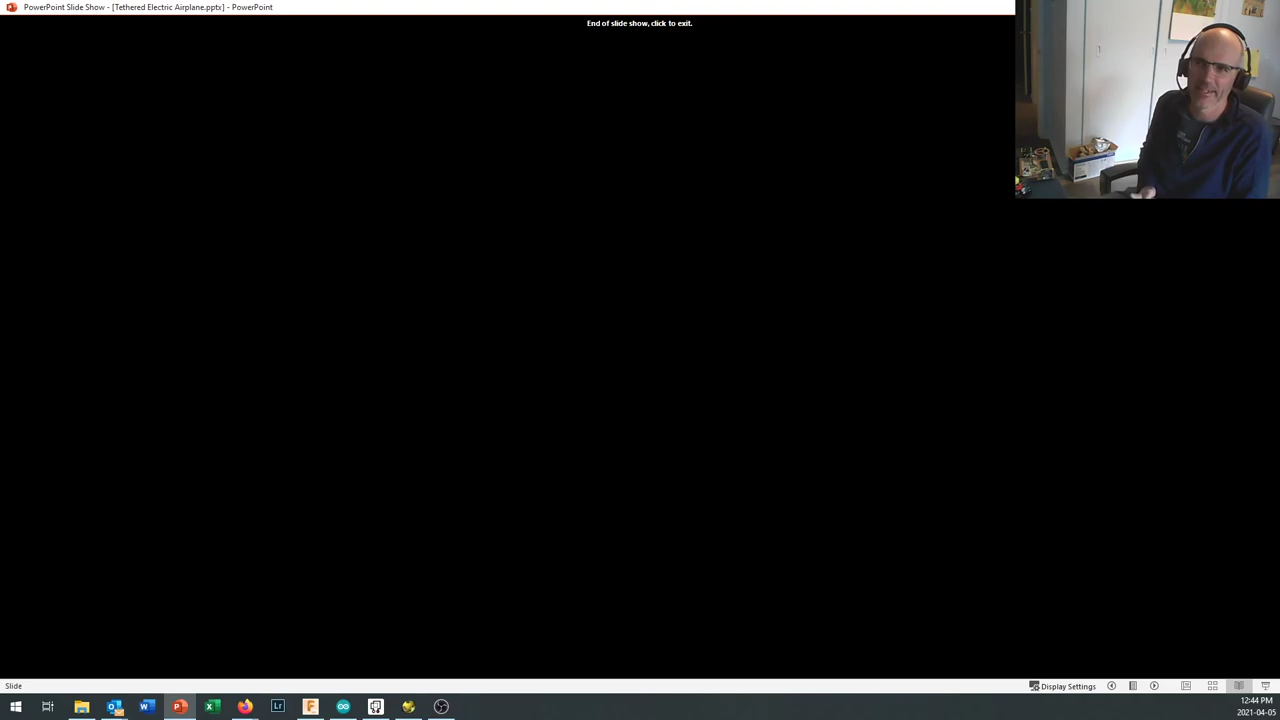 PowerPoint Slide Show - [Tethered Electric Airplane.pptx] - PowerPoint
End of slide show, click to exit.
Slide
Display Settings
Lr
12:44 PM
2021-04-05